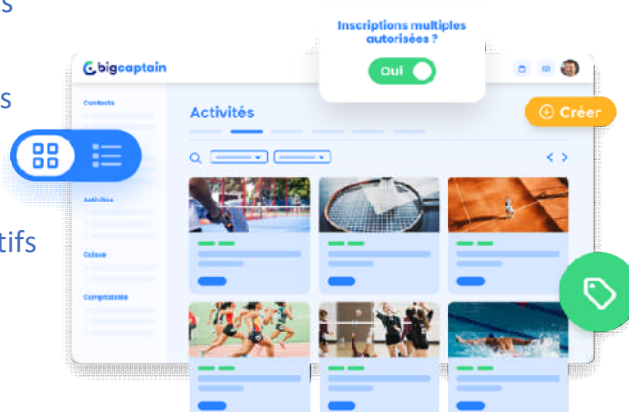 Inscriptions multiples
autorisées ?
Oui
bigcaptain
Contacts
Activités
Créer
Activités
tifs
Caisse
Comptabilité